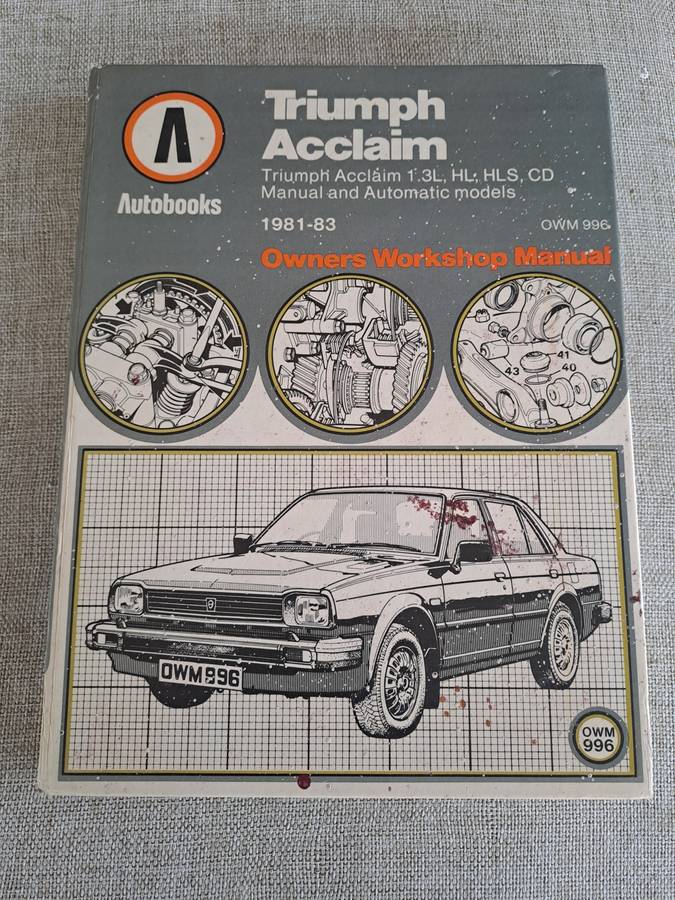 Autobooks
Triumph
Acclaim
Triumph Acclaim 1.3L, HL, HLS, CD
Manual and Automatic models
1981-83
OWM 996
Owners Workshop Manual
A
41
40
43
OWM 996
OWM
996